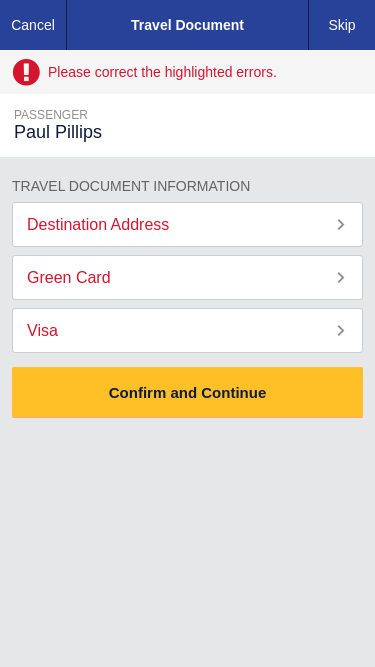 Cancel
Travel Document
Skip
Please correct the highlighted errors.
PASSENGER
Paul Pillips
TRAVEL DOCUMENT INFORMATION
Destination Address
Green Card
Visa
Confirm and Continue